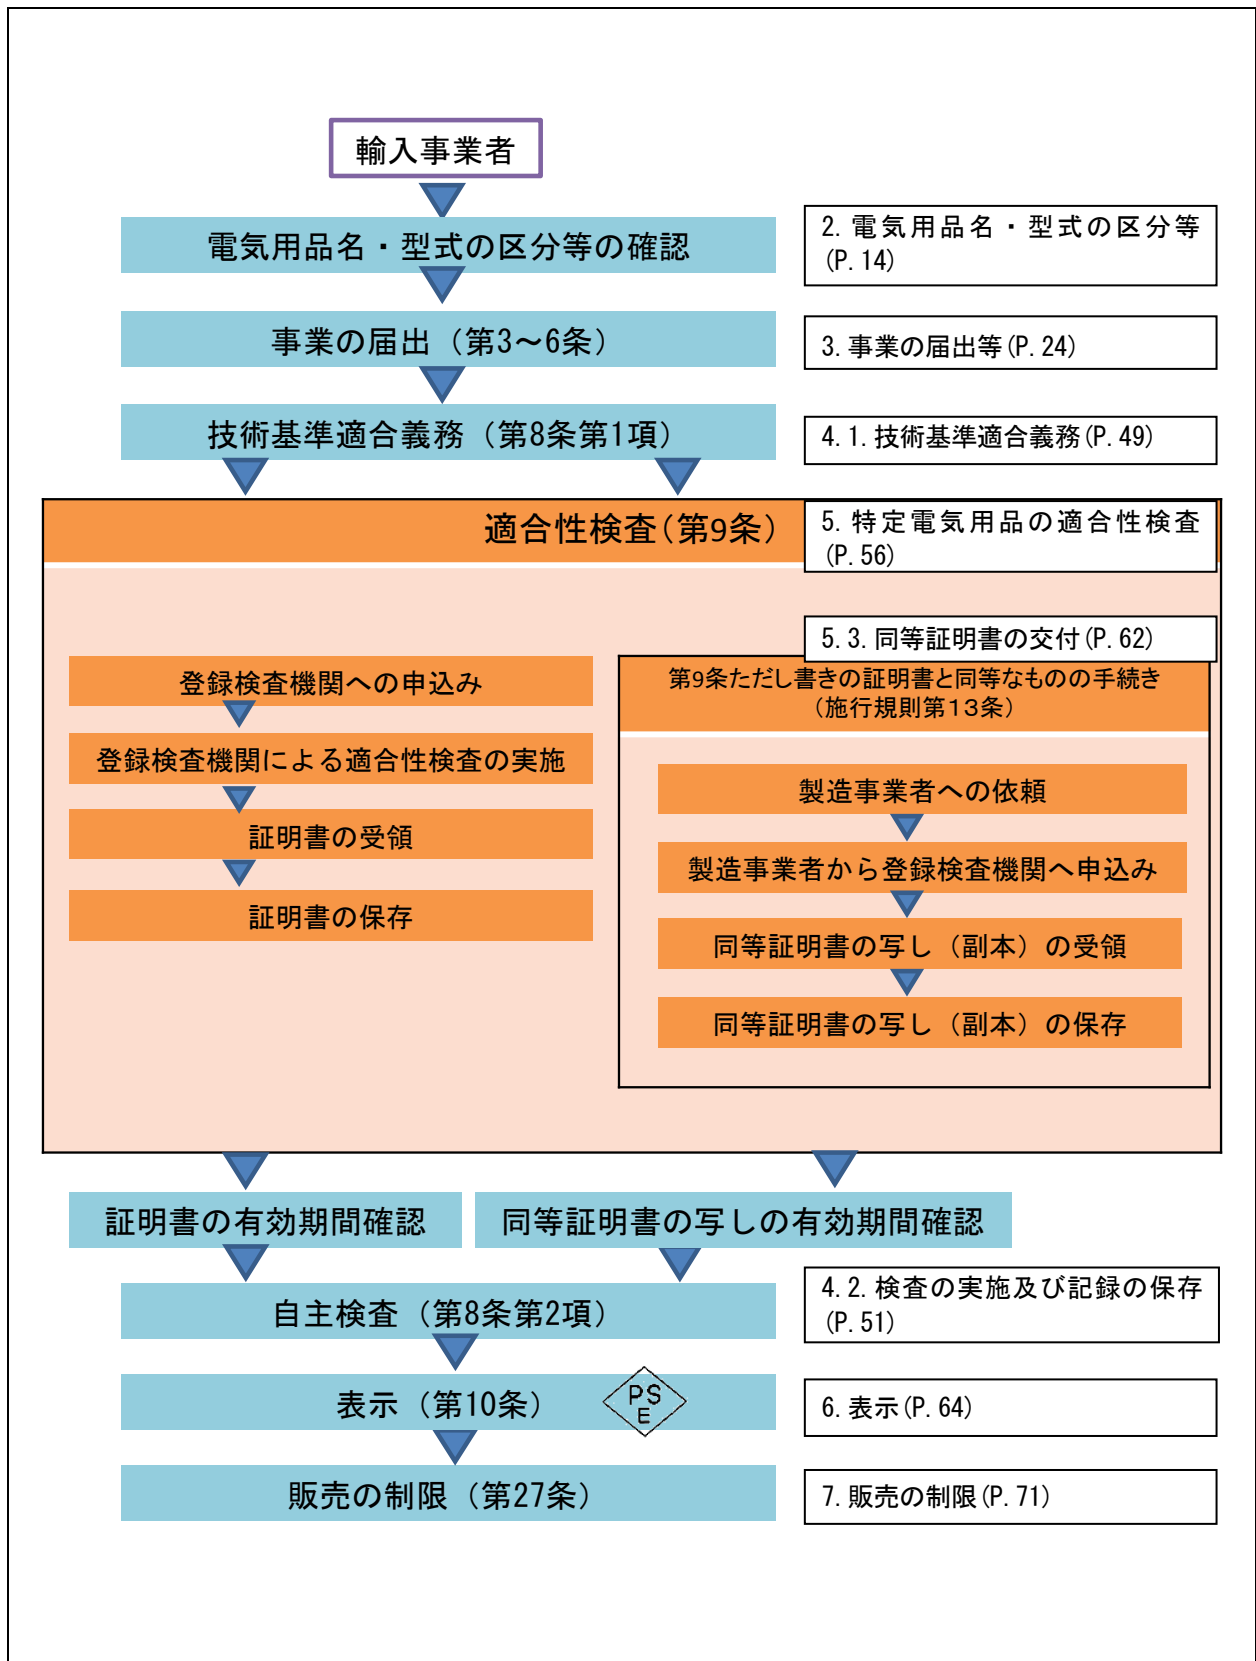 輸入事業者
電気用品名・型式の区分等の確認
2. 電気用品名・型式の区分等
(P. 14)
事業の届出（第3～6条）
3. 事業の届出等(P. 24)
技術基準適合義務（第8条第1項）
4. 1. 技術基準適合義務(P. 49)
適合性検査(第9条)
5. 特定電気用品の適合性検査
(P. 56)
5. 3. 同等証明書の交付(P. 62)
登録検査機関への申込み
登録検査機関による適合性検査の実施
証明書の受領
証明書の保存
第9条ただし書きの証明書と同等なものの手続き
（施行規則第１３条）
製造事業者への依頼
製造事業者から登録検査機関へ申込み
同等証明書の写し（副本）の受領
同等証明書の写し（副本）の保存
証明書の有効期間確認
同等証明書の写しの有効期間確認
自主検査（第8条第2項）
4. 2. 検査の実施及び記録の保存
(P. 51)
表示（第10条）
PS
E
6. 表示(P. 64)
販売の制限（第27条）
7. 販売の制限(P. 71)